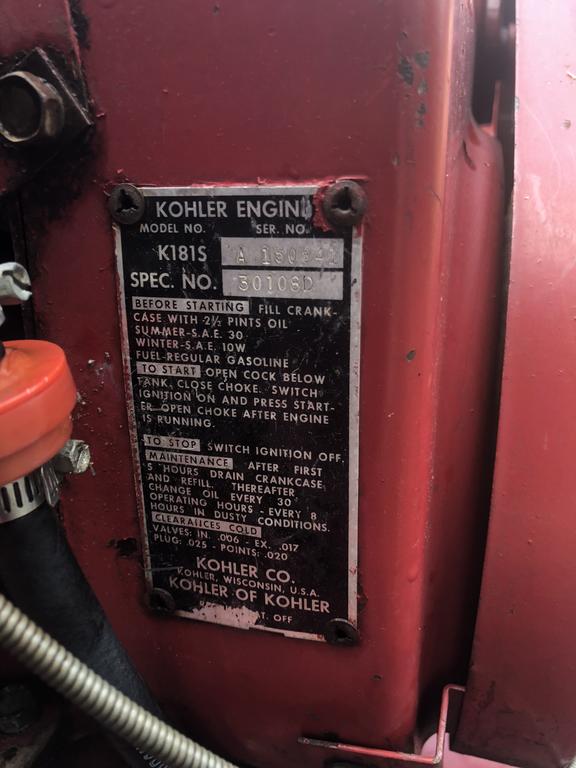 KOHLER ENGINE
MODEL NO. SER. NO.
K181S A
SPEC. NO. 30108D
BEFORE STARTING FILL CRANK-
CASE WITH 2½ PINTS OIL
SUMMER-S.A.E. 30
WINTER-S.A.E. 10W
FUEL-REGULAR GASOLINE
TO START OPEN COCK BELOW
TANK. CLOSE CHOKE. SWITCH
IGNITION ON AND PRESS START-
ER. OPEN CHOKE AFTER ENGINE
IS RUNNING.
TO STOP SWITCH IGNITION OFF.
MAINTENANCE AFTER FIRST
5 HOURS DRAIN CRANKCASE
AND REFILL. THEREAFTER
CHANGE OIL EVERY 30
OPERATING HOURS - EVERY 8
HOURS IN DUSTY CONDITIONS.
CLEARANCES COLD
VALVES: IN. .006 - EX. .017
PLUG: .025 - POINTS: .020
KOHLER CO.
KOHLER, WISCONSIN, U.S.A.
KOHLER OF KOHLER
OFF